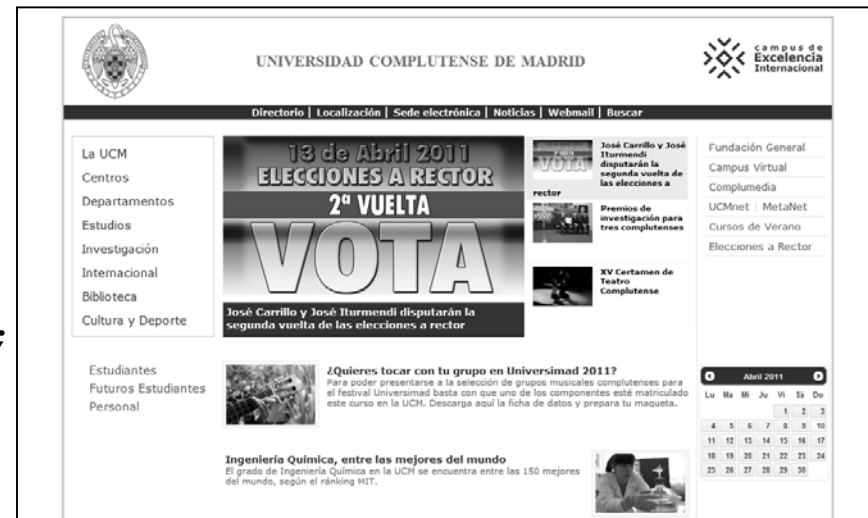 UNIVERSIDAD COMPLUTENSE DE MADRID
campus de
Excelencia
Internacional
Directorio | Localización | Sede electrónica | Noticias | Webmail | Buscar
La UCM
Centros
Departamentos
Estudios
Investigación
Internacional
Biblioteca
Cultura y Deporte
Estudiantes
Futuros Estudiantes
Personal
13 de Abril 2011
ELECCIONES A RECTOR
2ª VUELTA
VOTA
José Carrillo y José Iturmendi disputarán la
segunda vuelta de las elecciones a rector
VOTA
José Carrillo y José
Iturmendi
disputarán la
segunda vuelta de
las elecciones a
rector
Premios de
investigación para
tres complutenses
XV Certamen de
Teatro
Complutense
Fundación General
Campus Virtual
Complumedia
UCMnet | MetaNet
Cursos de Verano
Elecciones a Rector
¿Quieres tocar con tu grupo en Universimad 2011?
Para poder presentarse a la selección de grupos musicales complutenses para
el festival Universimad basta con que uno de los componentes esté matriculado
este curso en la UCM. Descarga aquí la ficha de datos y prepara tu maqueta.
Ingeniería Química, entre las mejores del mundo
El grado de Ingeniería Química en la UCM se encuentra entre las 150 mejores
del mundo, según el ránking MIT.
Abril 2011
Lu Ma Mi Ju Vi Sá Do
1 2 3
4 5 6 7 8 9 10
11 12 13 14 15 16 17
18 19 20 21 22 23 24
25 26 27 28 29 30